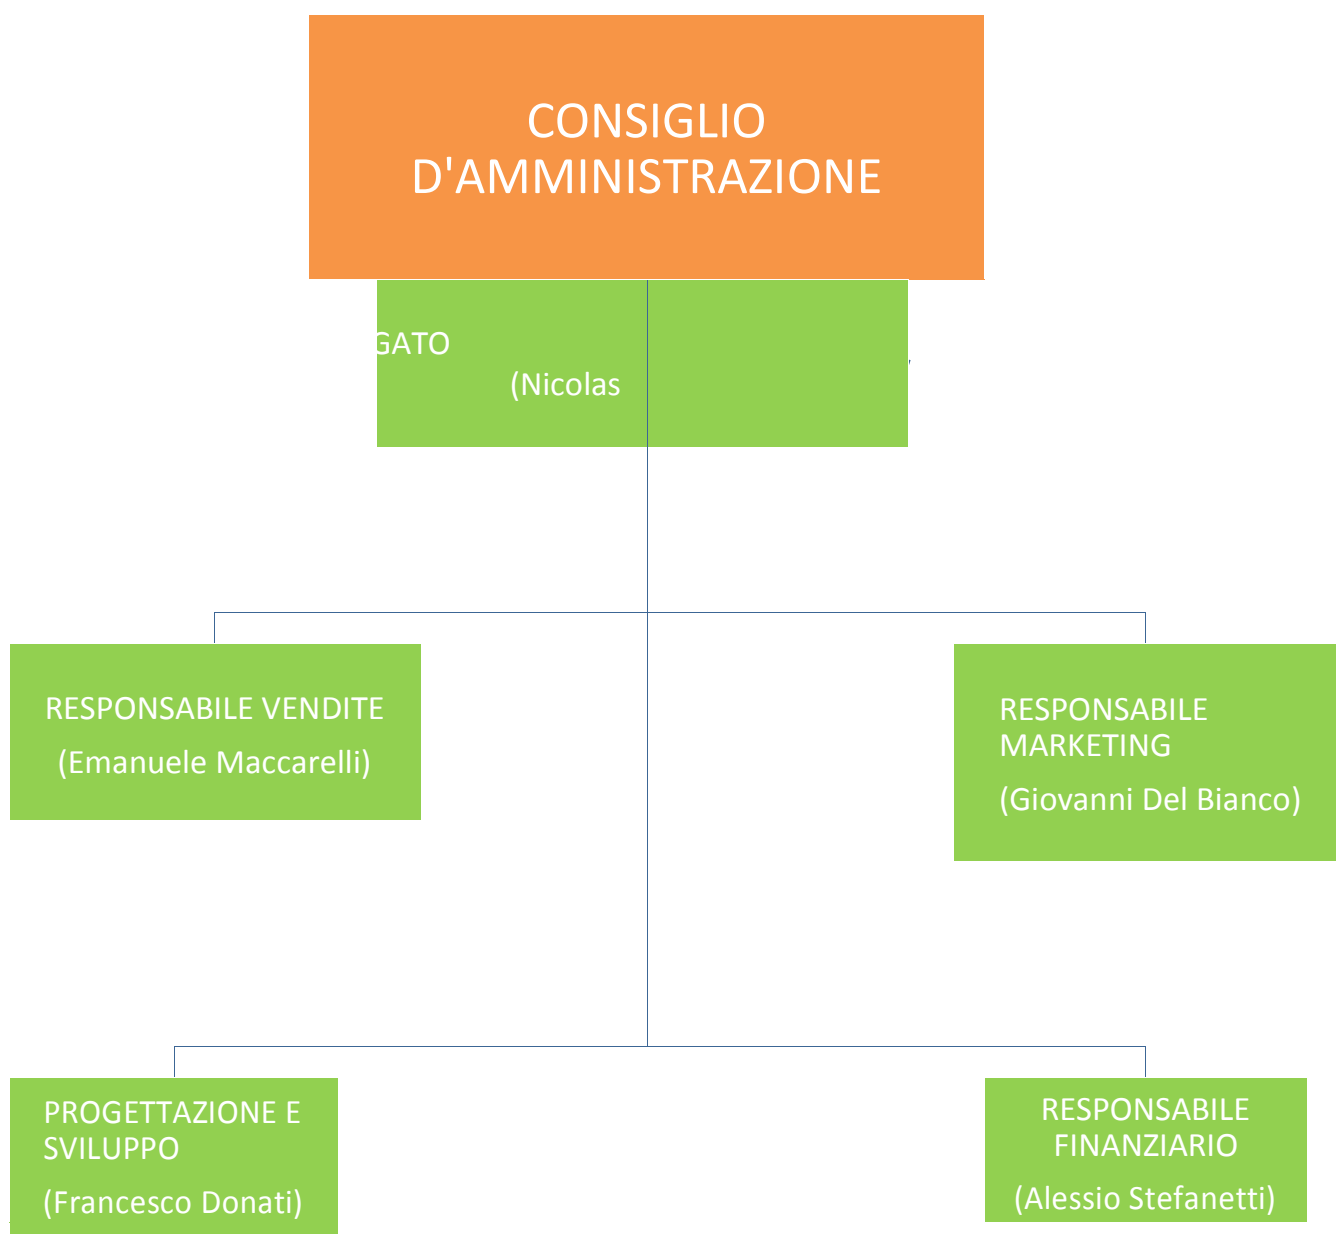 CONSIGLIO
D'AMMINISTRAZIONE
GATO
(Nicolas
RESPONSABILE VENDITE
(Emanuele Maccarelli)
RESPONSABILE
MARKETING
(Giovanni Del Bianco)
PROGETTAZIONE E
SVILUPPO
(Francesco Donati)
RESPONSABILE
FINANZIARIO
(Alessio Stefanetti)